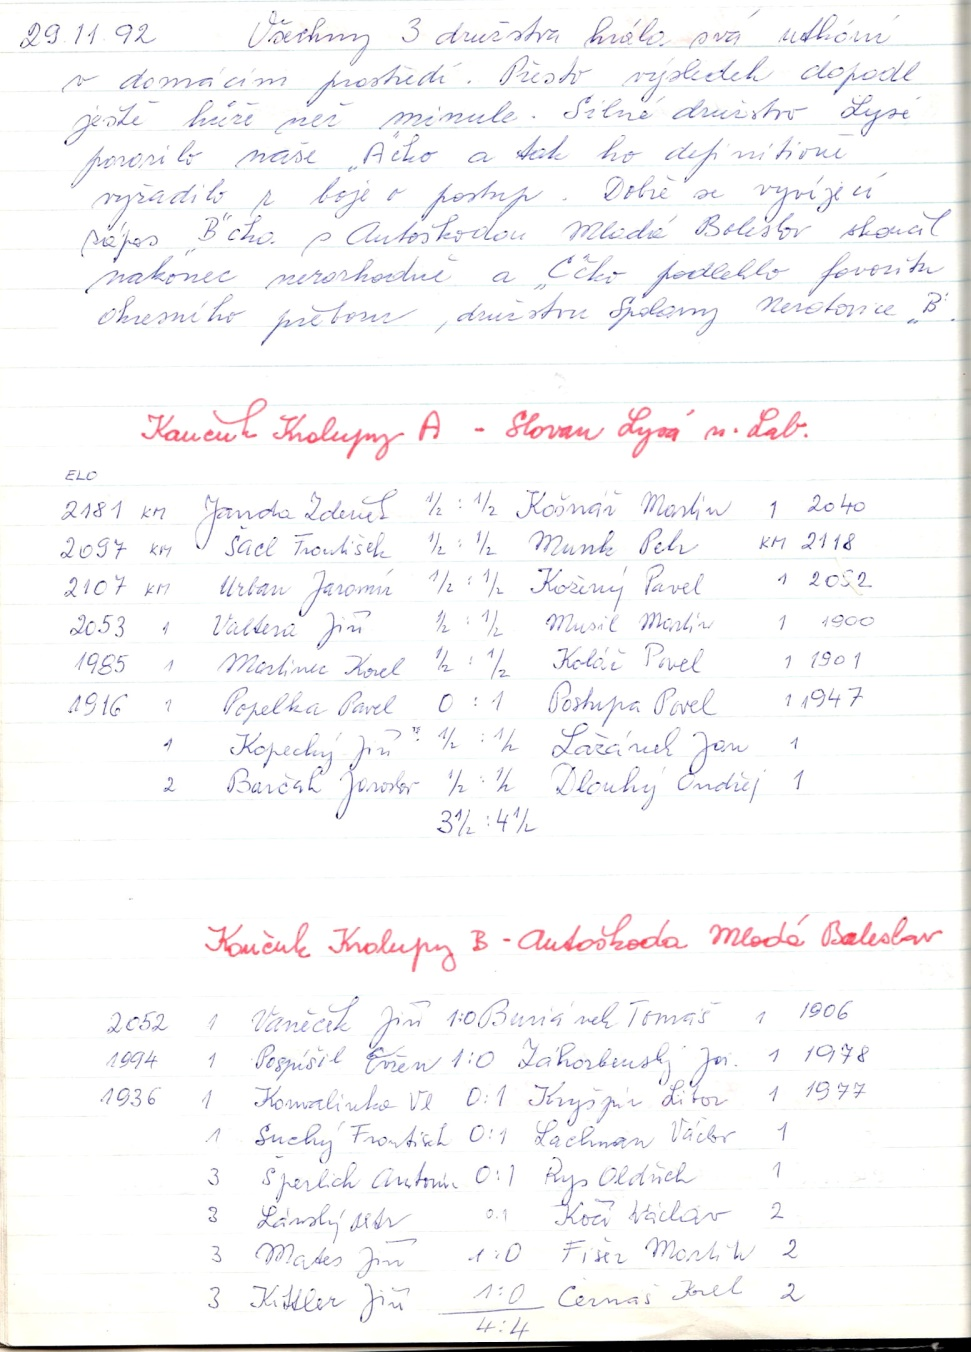 29.11.92 Všechny 3 družstva hrála svá utkání
v domácím prostředí. Přesto výsledek dopadl
ještě hůře než minule. Silné družstvo Lysé
porazilo naše „Áčko a tak ho definitivně
vyřadilo z boje o postup. Dobře se vyvíjející
zápas „B"čka s Autoškodou Mladá Boleslav skončil
nakonec nerozhodně a „Céčko podlehlo favoritu
okresního přeboru, družstvu Spolany Neratovice „B".
Kaučuk Kralupy A - Slovan Lysá n. Lab.
ELO
2181 KM Janda Zdeněk 1/2 : 1/2 Košnář Martin 1 2040
2097 KM Šácl František 1/2 : 1/2 Munk Petr KM 2118
2107 KM Urban Jaromír 1/2 : 1/2 Kožený Pavel 1 2052
2053 1 Valtera Jiří 1/2 : 1/2 Musil Martin 1 1900
1985 1 Martinec Karel 1/2 : 1/2 Koláč Pavel 1 1901
1916 1 Popelka Pavel 0 : 1 Postupa Pavel 1 1947
1 Kopecký Jiří 1/2 : 1/2 Lažánek Jan 1
2 Barčák Jaroslav 1/2 : 1/2 Dlouhý Ondřej 1
3 1/2 : 4 1/2
Kaučuk Kralupy B - Autoškoda Mladá Boleslav
2052 1 Vaněček Jiří 1:0 Buriánek Tomáš 1 1906
1994 1 Pospíšil Evžen 1:0 Záhorbenský Ja. 1 1978
1936 1 Konvalinka Vl 0:1 Kryšpín Libor 1 1977
1 Suchý František 0:1 Lachman Václav 1
3 Šperlich Antonín 0:1 Rys Oldřich 1
3 Lánský Petr 0:1 Kočí Václav 2
3 Mates Jiří 1:0 Fišer Martin 2
3 Kittler Jiří 1:0 Černáš Karel 2
4:4